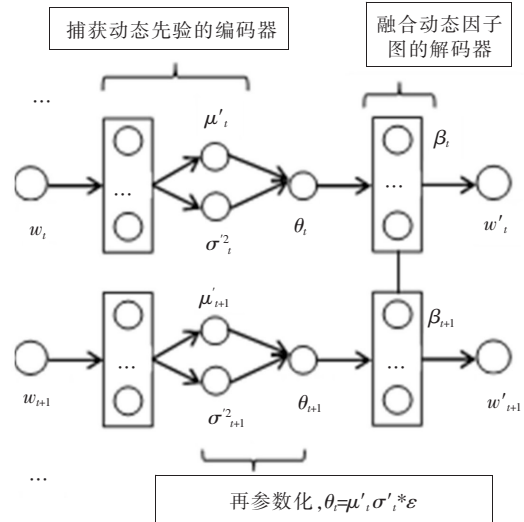 捕获动态先验的编码器
融合动态因子
图的解码器
...
μ'ₜ
βₜ
...
...
wₜ
σ'²ₜ
θₜ
w'ₜ
μ'ₜ₊₁
βₜ₊₁
...
...
wₜ₊₁
σ'²ₜ₊₁
θₜ₊₁
w'ₜ₊₁
...
再参数化,θₜ=μ'ₜσ'ₜ*ε